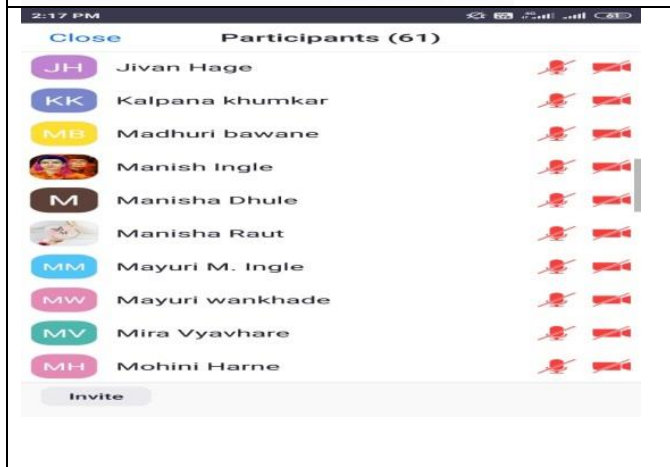 2:17 PM 61
Close Participants (61)
JH Jivan Hage
KK Kalpana khumkar
MB Madhuri bawane
Manish Ingle
M Manisha Dhule
Manisha Raut
MM Mayuri M. Ingle
MW Mayuri wankhade
MV Mira Vyavhare
MH Mohini Harne
Invite